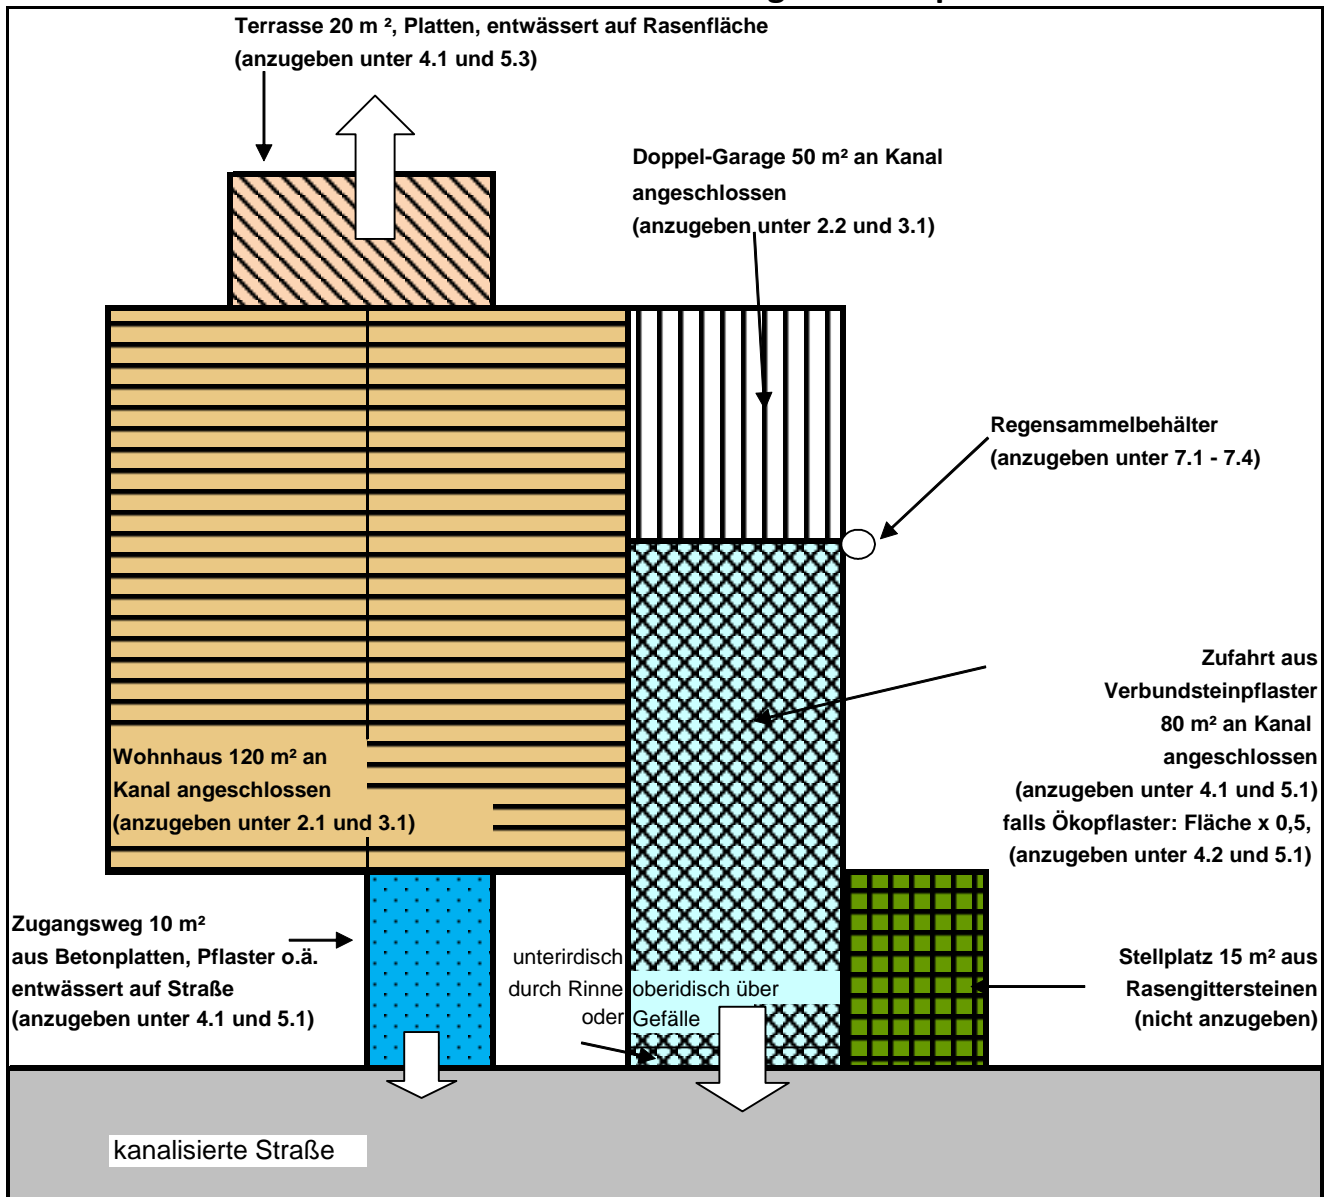 Terrasse 20 m ², Platten, entwässert auf Rasenfläche
(anzugeben unter 4.1 und 5.3)
Doppel-Garage 50 m² an Kanal
angeschlossen
(anzugeben unter 2.2 und 3.1)
Regensammelbehälter
(anzugeben unter 7.1 - 7.4)
Zufahrt aus
Verbundsteinpflaster
80 m² an Kanal
angeschlossen
(anzugeben unter 4.1 und 5.1)
falls Ökopflaster: Fläche x 0,5,
(anzugeben unter 4.2 und 5.1)
Wohnhaus 120 m² an
Kanal angeschlossen
(anzugeben unter 2.1 und 3.1)
Zugangsweg 10 m²
aus Betonplatten, Pflaster o.ä.
entwässert auf Straße
(anzugeben unter 4.1 und 5.1)
unterirdisch
durch Rinne
oder
oberidisch über
Gefälle
Stellplatz 15 m² aus
Rasengittersteinen
(nicht anzugeben)
kanalisierte Straße